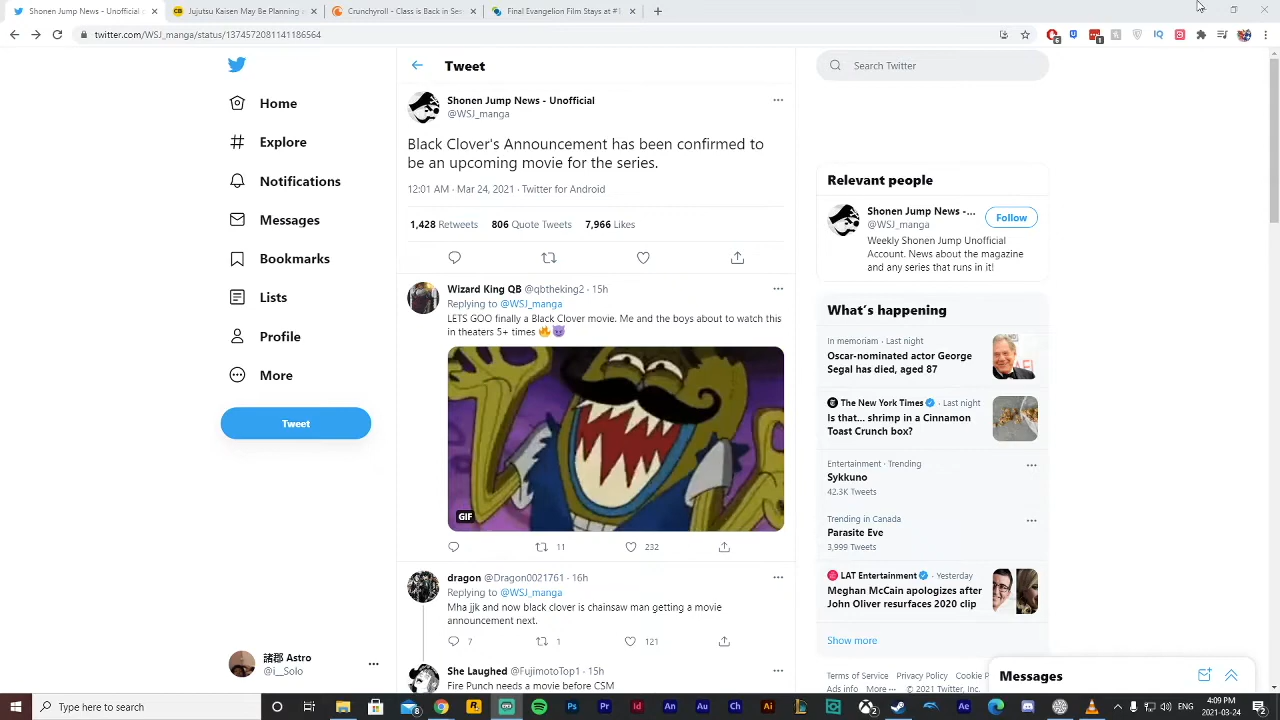 Shonen Jump News - Unofficial
Jujutsu Kaisen May Be Planning a
Crunchyroll - Class is Back in Ses
Final Evangelion Film Stays at #1
twitter.com/WSJ_manga/status/1374572081141186564
Home
Explore
Notifications
Messages
Bookmarks
Lists
Profile
More
Tweet
諸郡 Astro
@i__Solo
Tweet
Shonen Jump News - Unofficial
@WSJ_manga
Black Clover's Announcement has been confirmed to
be an upcoming movie for the series.
12:01 AM · Mar 24, 2021 · Twitter for Android
1,428 Retweets 806 Quote Tweets 7,966 Likes
Wizard King QB @qbtheking2 · 15h
Replying to @WSJ_manga
LETS GOO finally a Black Clover movie. Me and the boys about to watch this
in theaters 5+ times 🔥😈
GIF
11 232
dragon @Dragon0021761 · 16h
Replying to @WSJ_manga
Mha jjk and now black clover is chainsaw man getting a movie
announcement next.
7 1 121
She Laughed @FujimotoTop1 · 15h
Fire Punch needs a movie before CSM
Search Twitter
Relevant people
Shonen Jump News -...
@WSJ_manga
Follow
Weekly Shonen Jump Unofficial
Account. News about the magazine
and any series that runs in it!
What's happening
In memoriam · Last night
Oscar-nominated actor George
Segal has died, aged 87
The New York Times · Last night
Is that... shrimp in a Cinnamon
Toast Crunch box?
Entertainment · Trending
Sykkuno
42.3K Tweets
Trending in Canada
Parasite Eve
3,999 Tweets
LAT Entertainment · Yesterday
Meghan McCain apologizes after
John Oliver resurfaces 2020 clip
Show more
Terms of Service Privacy Policy Cookie P
Ads info More ··· © 2021 Twitter, Inc.
Messages
Type here to search
Ps Pr Id An Au Ch Ai Ae
ENG
4:09 PM
2021-03-24